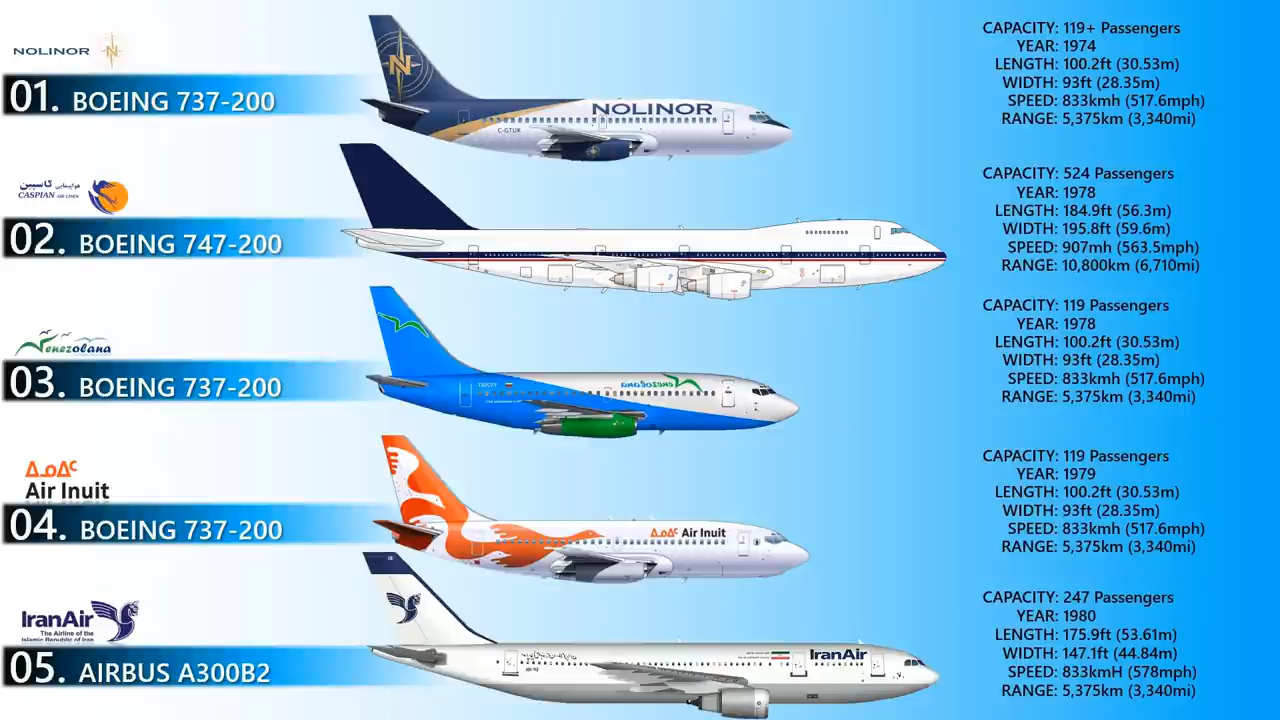 NOLINOR
01. BOEING 737-200
NOLINOR
C-GTUK
CAPACITY: 119+ Passengers
YEAR: 1974
LENGTH: 100.2ft (30.53m)
WIDTH: 93ft (28.35m)
SPEED: 833kmh (517.6mph)
RANGE: 5,375km (3,340mi)
هواپیمایی کاسپین
CASPIAN AIR LINES
02. BOEING 747-200
CAPACITY: 524 Passengers
YEAR: 1978
LENGTH: 184.9ft (56.3m)
WIDTH: 195.8ft (59.6m)
SPEED: 907mh (563.5mph)
RANGE: 10,800km (6,710mi)
Venezolana
03. BOEING 737-200
Venezolana
CAPACITY: 119 Passengers
YEAR: 1978
LENGTH: 100.2ft (30.53m)
WIDTH: 93ft (28.35m)
SPEED: 833kmh (517.6mph)
RANGE: 5,375km (3,340mi)
ᐃᓄᐃᑦ
Air Inuit
04. BOEING 737-200
ᐃᓄᐃᑦ Air Inuit
CAPACITY: 119 Passengers
YEAR: 1979
LENGTH: 100.2ft (30.53m)
WIDTH: 93ft (28.35m)
SPEED: 833kmh (517.6mph)
RANGE: 5,375km (3,340mi)
IranAir
The Airline of the
Islamic Republic of Iran
05. AIRBUS A300B2
IranAir
CAPACITY: 247 Passengers
YEAR: 1980
LENGTH: 175.9ft (53.61m)
WIDTH: 147.1ft (44.84m)
SPEED: 833kmH (578mph)
RANGE: 5,375km (3,340mi)